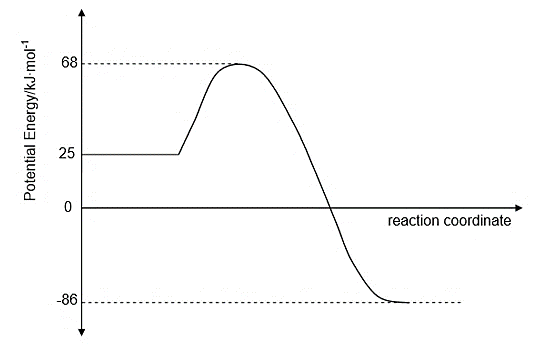 Potential Energy/kJ·mol⁻¹
68
25
0
reaction coordinate
-86